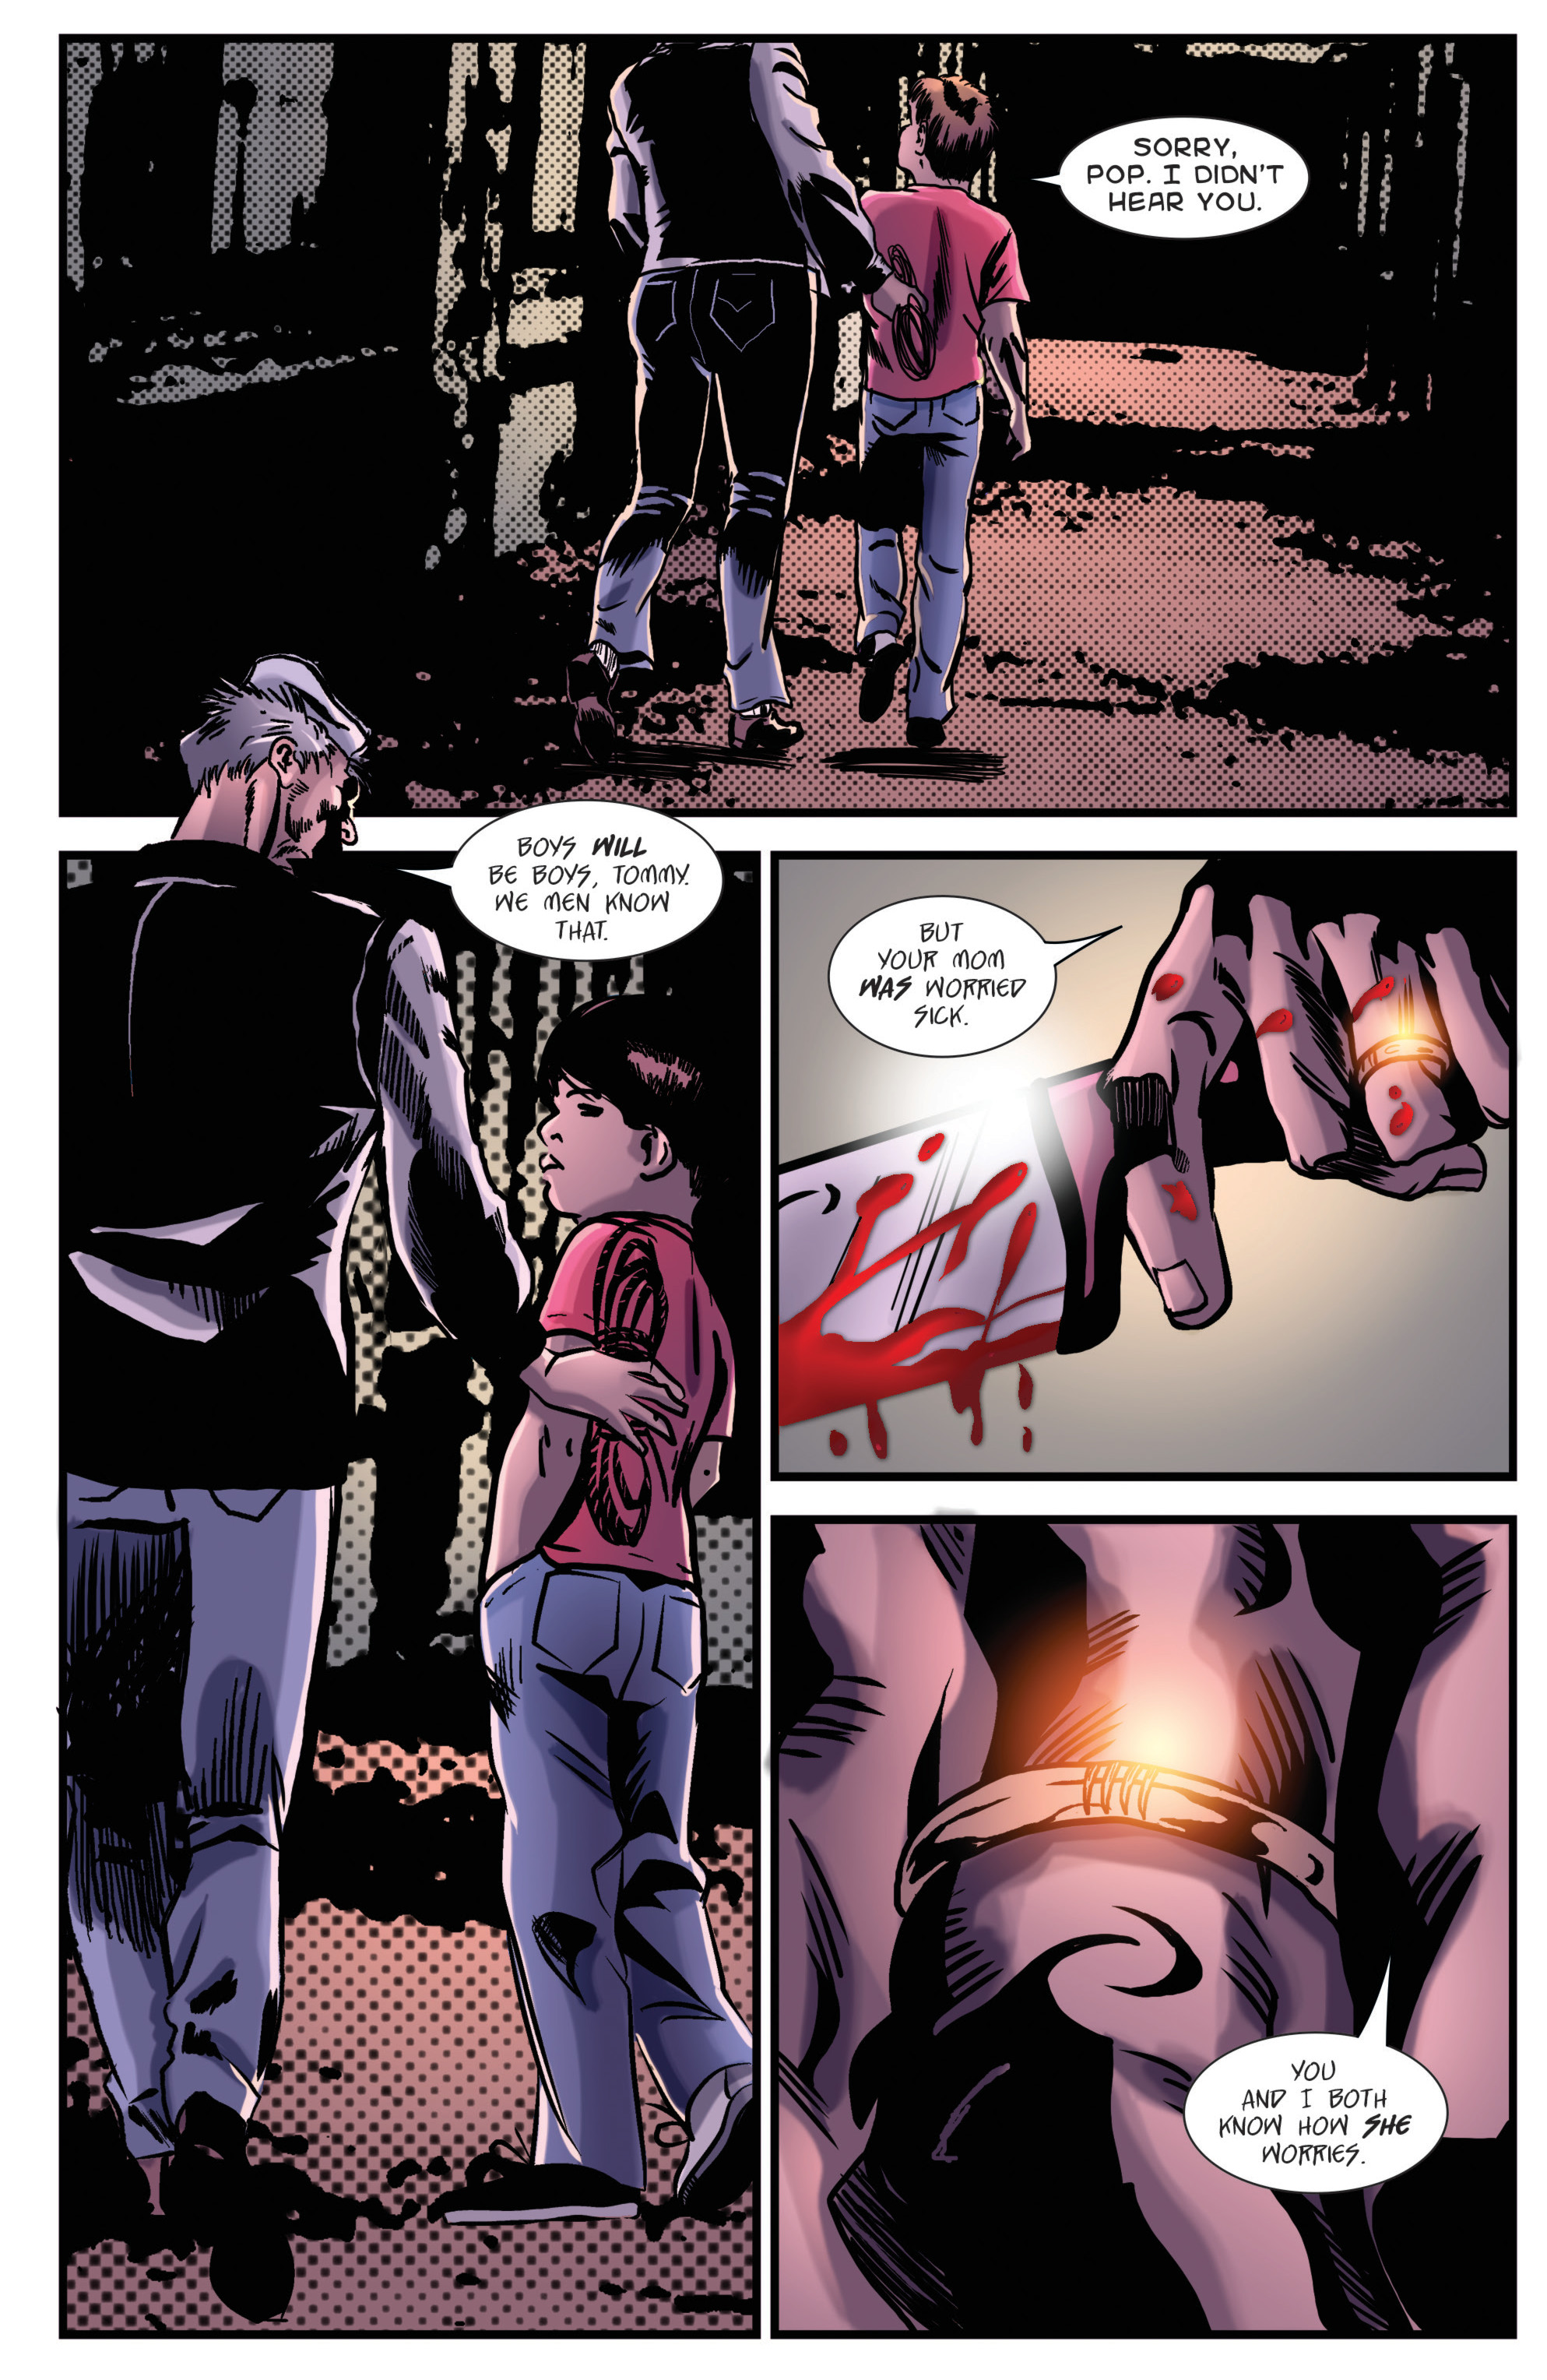 SORRY,
POP. I DIDN'T
HEAR YOU.
BOYS WILL
BE BOYS, TOMMY.
WE MEN KNOW
THAT.
BUT
YOUR MOM
WAS WORRIED
SICK.
YOU
AND I BOTH
KNOW HOW SHE
WORRIES.